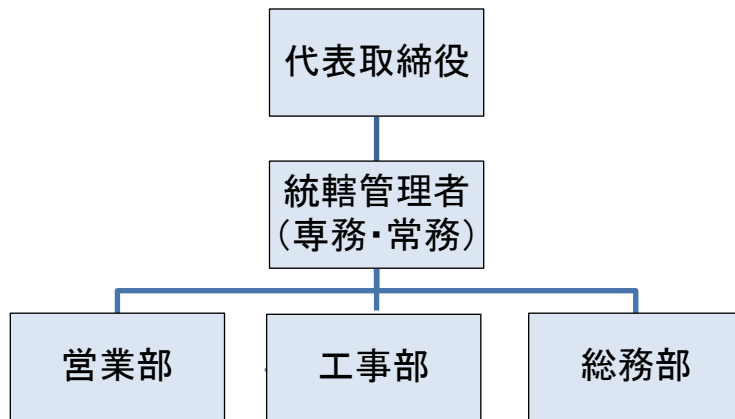 代表取締役
統轄管理者
（専務・常務）
営業部
工事部
総務部